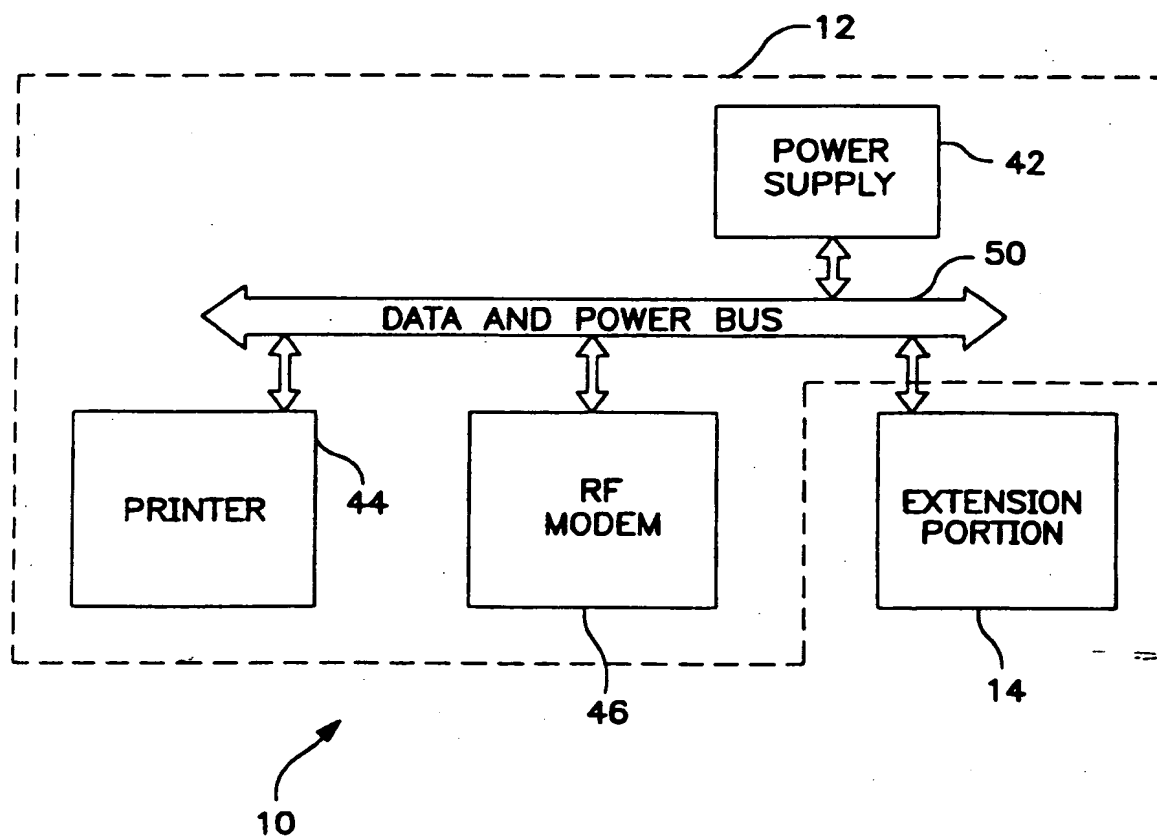 12
POWER
SUPPLY
42
50
DATA AND POWER BUS
PRINTER
44
RF
MODEM
46
EXTENSION
PORTION
14
10